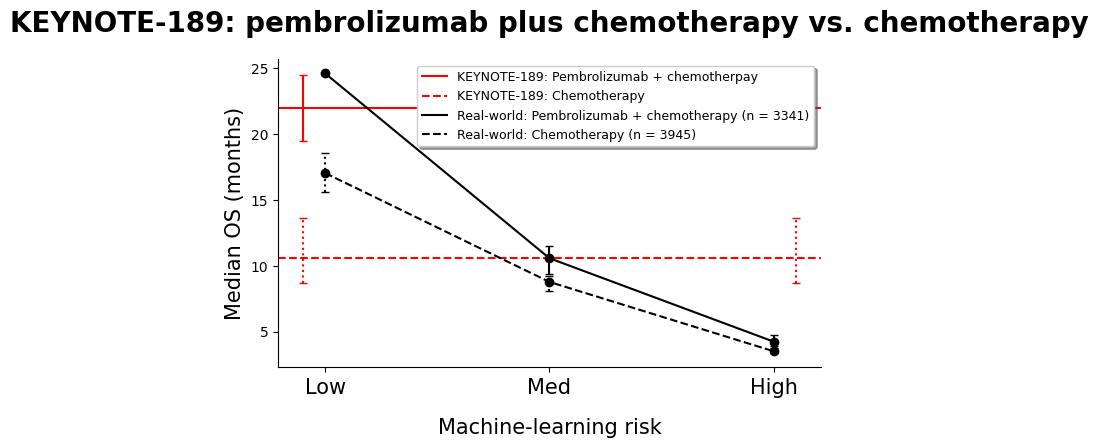 KEYNOTE-189: pembrolizumab plus chemotherapy vs. chemotherapy
KEYNOTE-189: Pembrolizumab + chemotherpay
KEYNOTE-189: Chemotherapy
Real-world: Pembrolizumab + chemotherapy (n = 3341)
Real-world: Chemotherapy (n = 3945)
Median OS (months)
25
20
15
10
5
Low Med High
Machine-learning risk